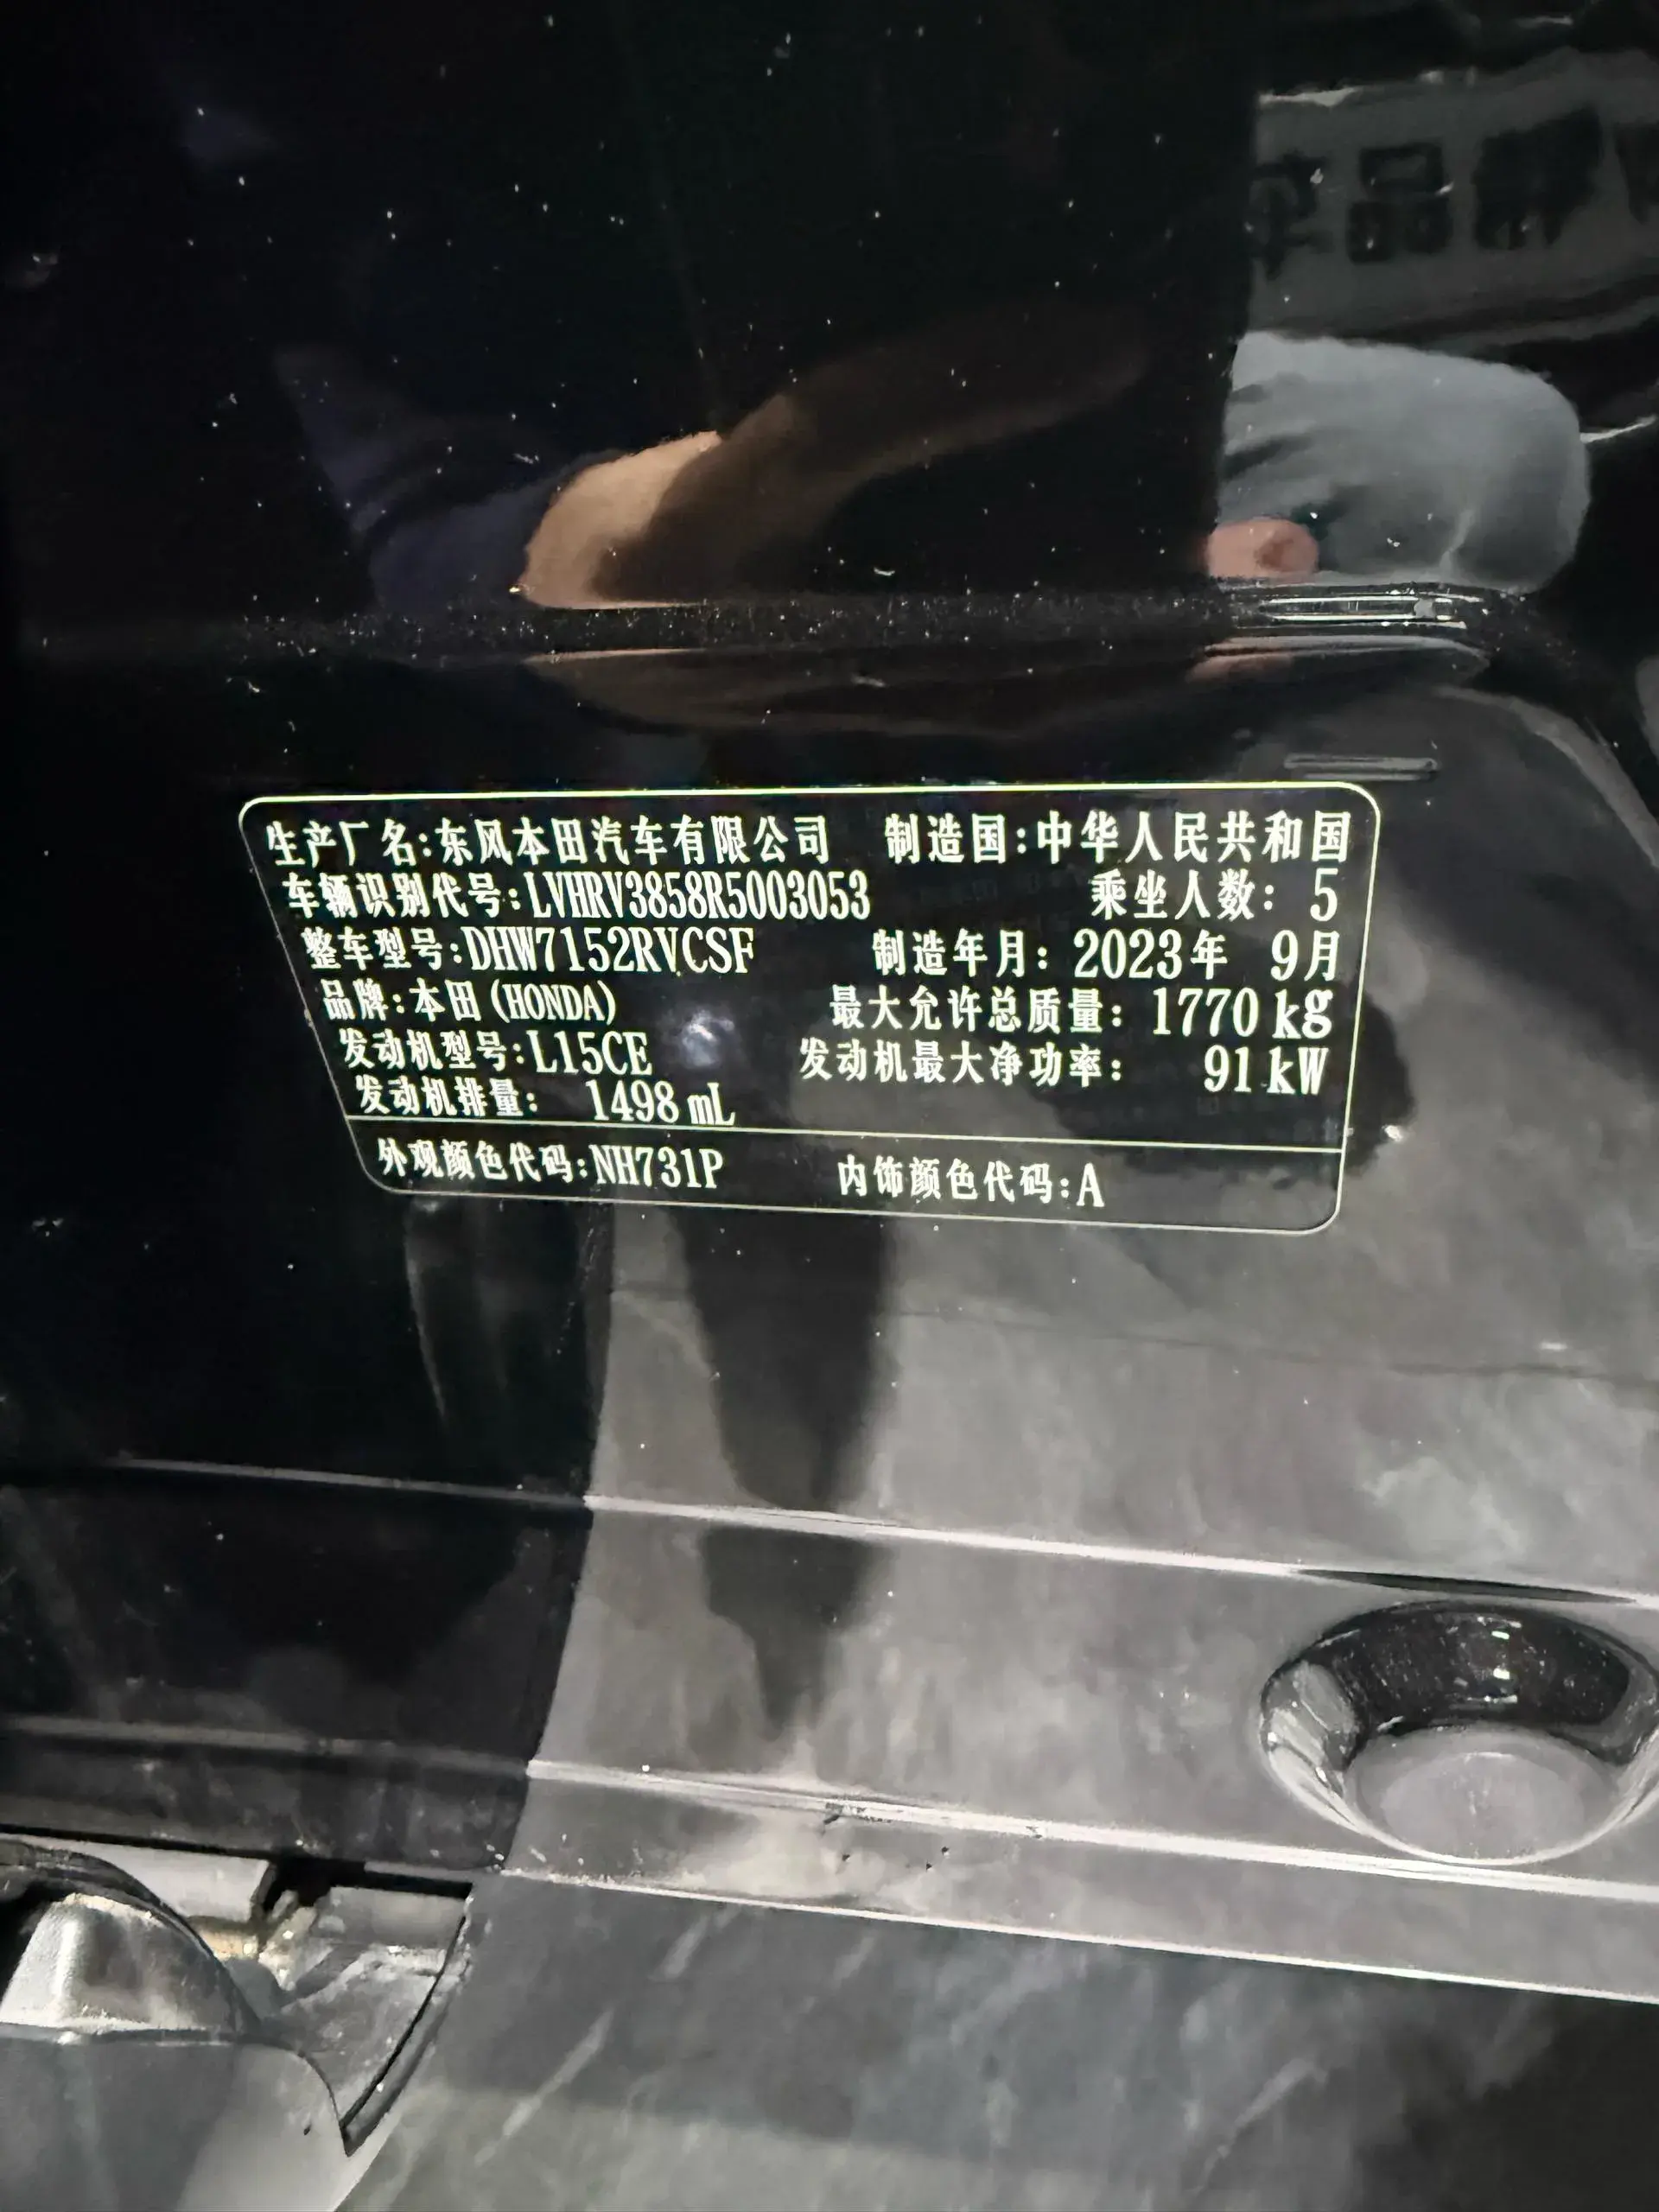 生产厂名:东风本田汽车有限公司 制造国:中华人民共和国
车辆识别代号:LVHRV3858R5003053 乘坐人数: 5
整车型号:DHW7152RVCSF 制造年月: 2023年 9月
品牌:本田(HONDA) 最大允许总质量: 1770 kg
发动机型号:L15CE 发动机最大净功率: 91 kW
发动机排量: 1498 mL
外观颜色代码:NH731P 内饰颜色代码:A